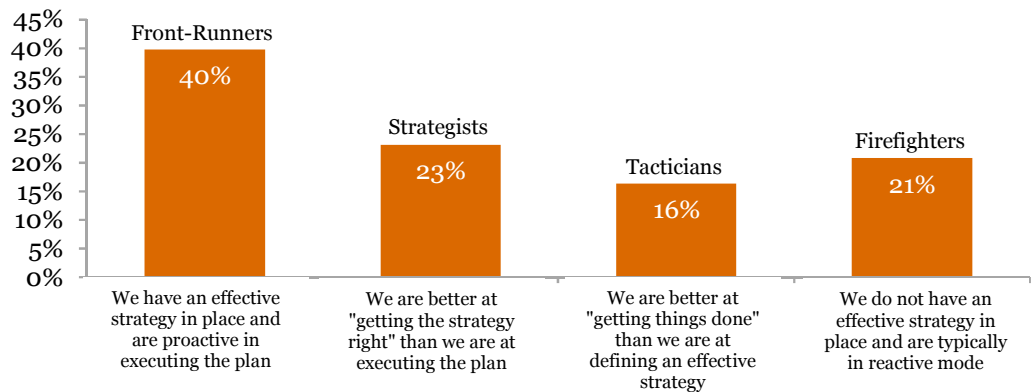 45%
40%
35%
30%
25%
20%
15%
10%
5%
0%
Front-Runners
40%
Strategists
23%
Tacticians
16%
Firefighters
21%
We have an effective
strategy in place and
are proactive in
executing the plan
We are better at
"getting the strategy
right" than we are at
executing the plan
We are better at
"getting things done"
than we are at
defining an effective
strategy
We do not have an
effective strategy in
place and are typically
in reactive mode